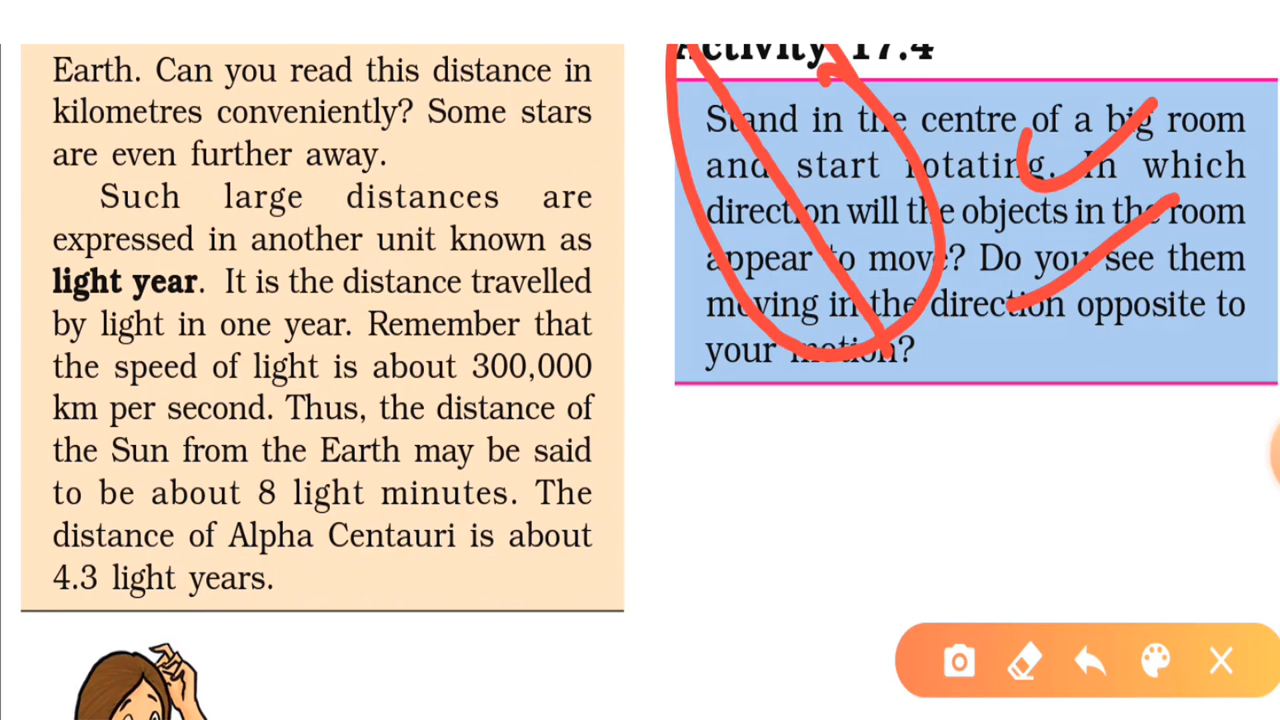 Earth. Can you read this distance in
kilometres conveniently? Some stars
are even further away.
Such large distances are
expressed in another unit known as
light year. It is the distance travelled
by light in one year. Remember that
the speed of light is about 300,000
km per second. Thus, the distance of
the Sun from the Earth may be said
to be about 8 light minutes. The
distance of Alpha Centauri is about
4.3 light years.
Activity 17.4
Stand in the centre of a big room
and start rotating. In which
direction will the objects in the room
appear to move? Do you see them
moving in the direction opposite to
your motion?